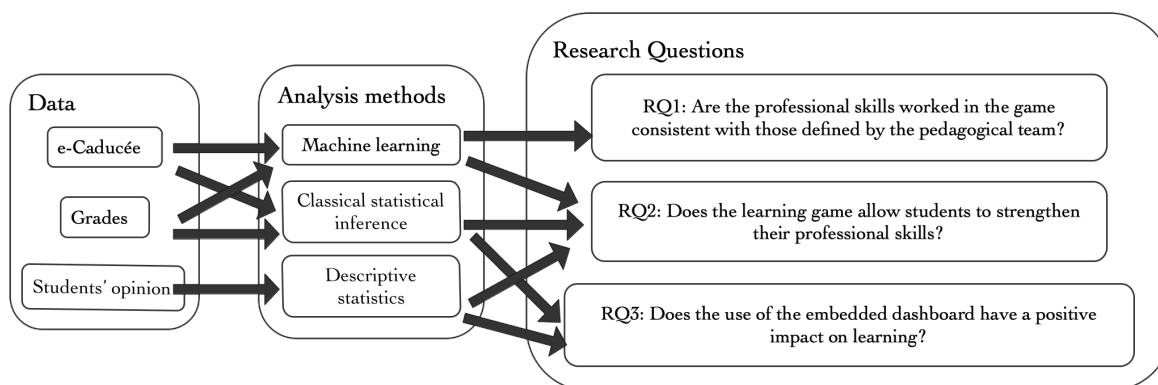 Data
e-Caducée
Grades
Students' opinion
Analysis methods
Machine learning
Classical statistical
inference
Descriptive
statistics
Research Questions
RQ1: Are the professional skills worked in the game
consistent with those defined by the pedagogical team?
RQ2: Does the learning game allow students to strengthen
their professional skills?
RQ3: Does the use of the embedded dashboard have a positive
impact on learning?